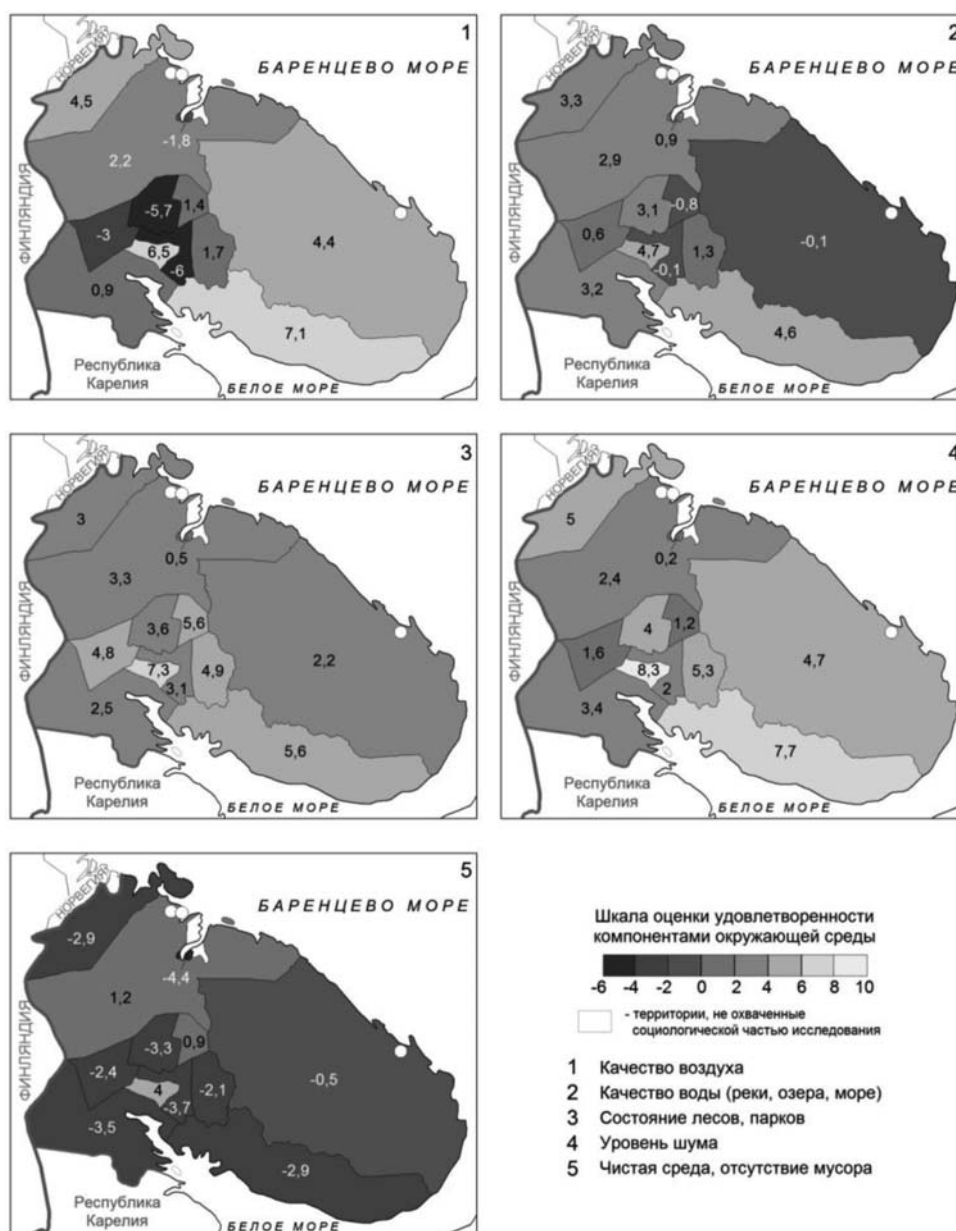 1
НОРВЕГИЯ
БАРЕНЦЕВО МОРЕ
4,5
-1,8
2,2
ФИНЛЯНДИЯ
-5,7
1,4
-3
6,5
1,7
4,4
-6
0,9
7,1
Республика
Карелия
БЕЛОЕ МОРЕ
2
НОРВЕГИЯ
БАРЕНЦЕВО МОРЕ
3,3
0,9
2,9
ФИНЛЯНДИЯ
3,1
-0,8
0,6
4,7
1,3
-0,1
-0,1
3,2
4,6
Республика
Карелия
БЕЛОЕ МОРЕ
3
НОРВЕГИЯ
БАРЕНЦЕВО МОРЕ
3
0,5
3,3
ФИНЛЯНДИЯ
3,6
5,6
4,8
7,3
4,9
2,2
3,1
2,5
5,6
Республика
Карелия
БЕЛОЕ МОРЕ
4
НОРВЕГИЯ
БАРЕНЦЕВО МОРЕ
5
0,2
2,4
ФИНЛЯНДИЯ
4
1,2
1,6
8,3
5,3
4,7
2
3,4
7,7
Республика
Карелия
БЕЛОЕ МОРЕ
5
НОРВЕГИЯ
БАРЕНЦЕВО МОРЕ
-2,9
-4,4
1,2
ФИНЛЯНДИЯ
-3,3
0,9
-2,4
4
-2,1
-0,5
-3,7
-3,5
-2,9
Республика
Карелия
БЕЛОЕ МОРЕ
Шкала оценки удовлетворенности
компонентами окружающей среды
-6 -4 -2 0 2 4 6 8 10
- территории, не охваченные
социологической частью исследования
1 Качество воздуха
2 Качество воды (реки, озера, море)
3 Состояние лесов, парков
4 Уровень шума
5 Чистая среда, отсутствие мусора